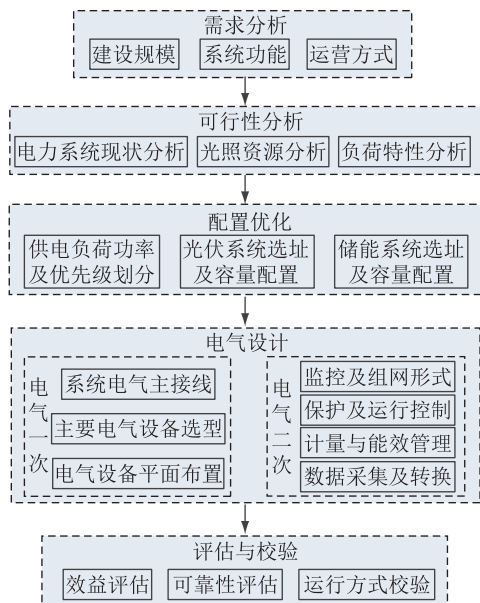 需求分析
建设规模 系统功能 运营方式
可行性分析
电力系统现状分析 光照资源分析 负荷特性分析
配置优化
供电负荷功率 光伏系统选址 储能系统选址
及优先级划分 及容量配置 及容量配置
电气设计
电气一次
系统电气主接线
主要电气设备选型
电气设备平面布置
电气二次
监控及组网形式
保护及运行控制
计量与能效管理
数据采集及转换
评估与校验
效益评估 可靠性评估 运行方式校验